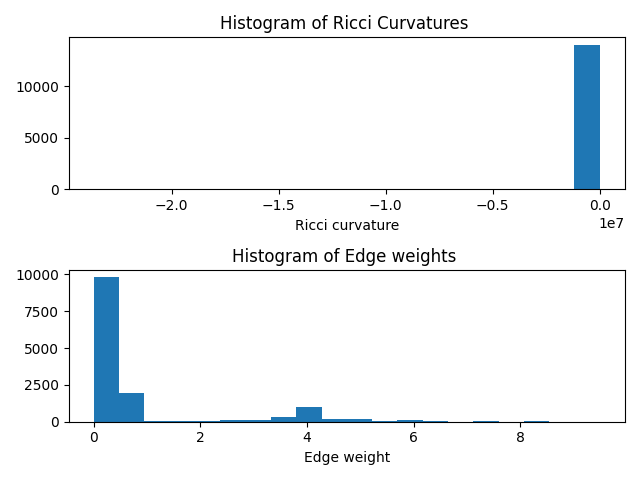 Histogram of Ricci Curvatures
10000
5000
0
−2.0 −1.5 −1.0 −0.5 0.0
1e7
Ricci curvature
Histogram of Edge weights
10000
7500
5000
2500
0
0 2 4 6 8
Edge weight